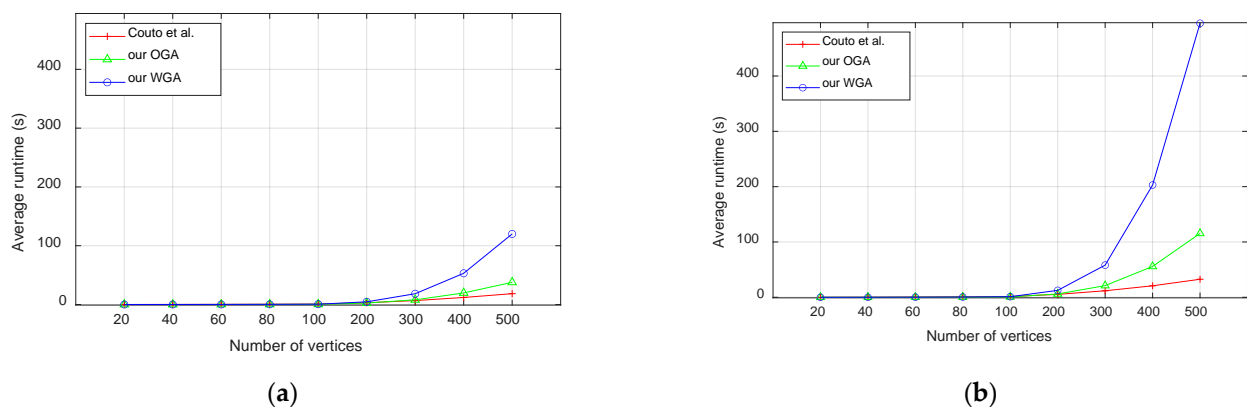 Couto et al.
our OGA
our WGA
400
300
200
100
0
Average runtime (s)
20 40 60 80 100 200 300 400 500
Number of vertices
(a)
Couto et al.
our OGA
our WGA
400
300
200
100
0
Average runtime (s)
20 40 60 80 100 200 300 400 500
Number of vertices
(b)